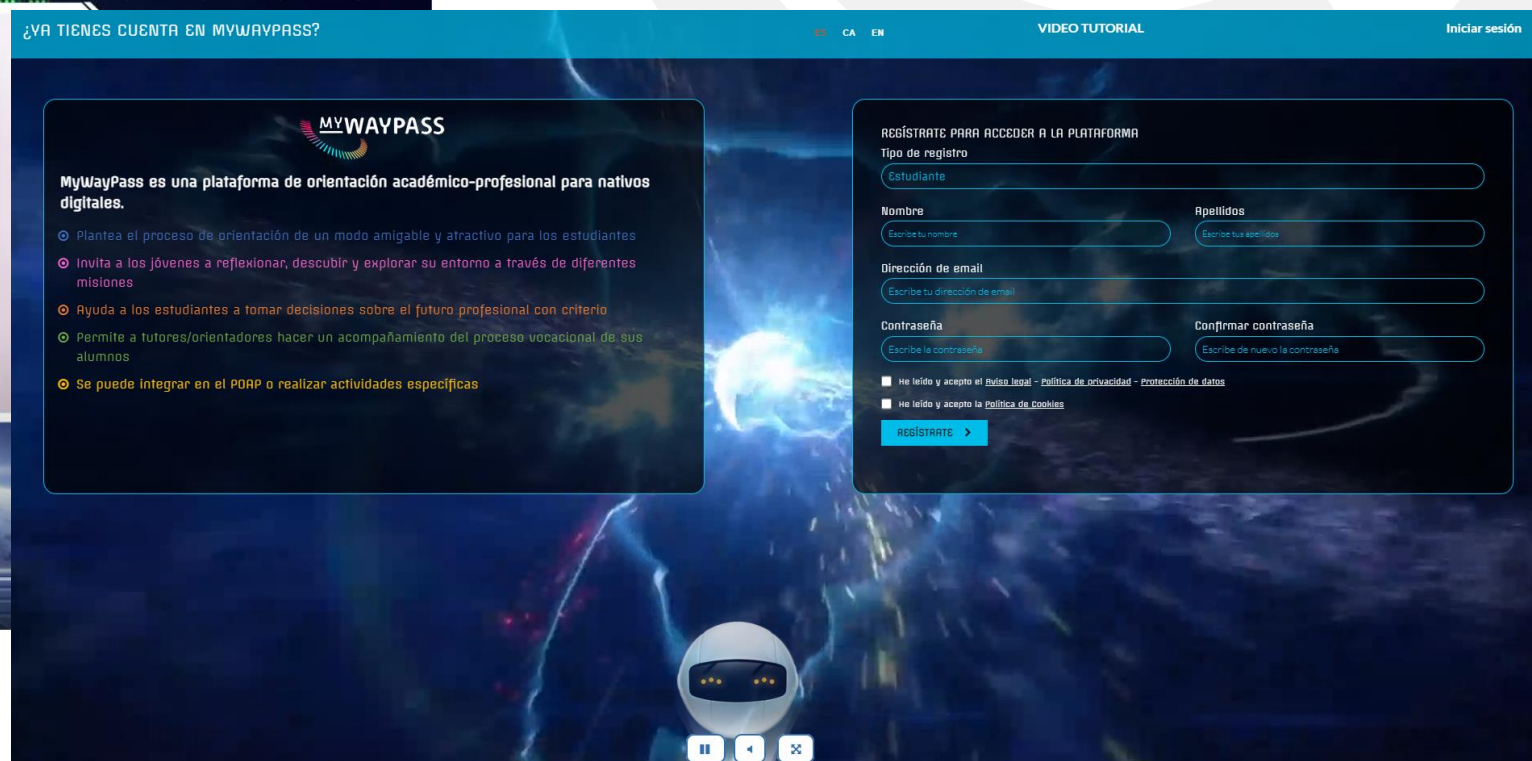 ¿YA TIENES CUENTA EN MYWAYPASS?
ES CA EN
VIDEO TUTORIAL
Iniciar sesión
MYWAYPASS
MyWayPass es una plataforma de orientación académico-profesional para nativos
digitales.
Plantea el proceso de orientación de un modo amigable y atractivo para los estudiantes
Invita a los jóvenes a reflexionar, descubir y explorar su entorno a través de diferentes
misiones
Ayuda a los estudiantes a tomar decisiones sobre el futuro profesional con criterio
Permite a tutores/orientadores hacer un acompañamiento del proceso vocacional de sus
alumnos
Se puede integrar en el POAP o realizar actividades específicas
REGÍSTRATE PARA ACCEDER A LA PLATAFORMA
Tipo de registro
Estudiante
Nombre
Apellidos
Escribe tu nombre
Escribe tus apellidos
Dirección de email
Escribe tu dirección de email
Contraseña
Confirmar contraseña
Escribe la contraseña
Escribe de nuevo la contraseña
He leído y acepto el Aviso legal - Política de privacidad - Protección de datos
He leído y acepto la Política de Cookies
REGÍSTRATE